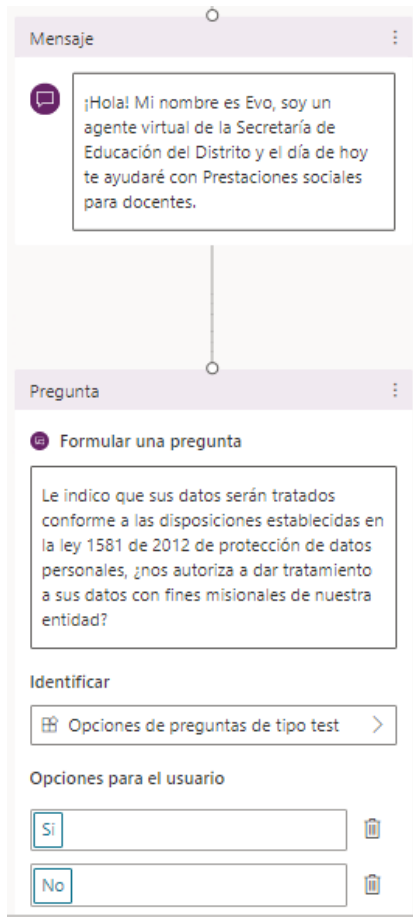 Mensaje
¡Hola! Mi nombre es Evo, soy un
agente virtual de la Secretaría de
Educación del Distrito y el día de hoy
te ayudaré con Prestaciones sociales
para docentes.
Pregunta
Formular una pregunta
Le indico que sus datos serán tratados
conforme a las disposiciones establecidas en
la ley 1581 de 2012 de protección de datos
personales, ¿nos autoriza a dar tratamiento
a sus datos con fines misionales de nuestra
entidad?
Identificar
Opciones de preguntas de tipo test
Opciones para el usuario
Si
No